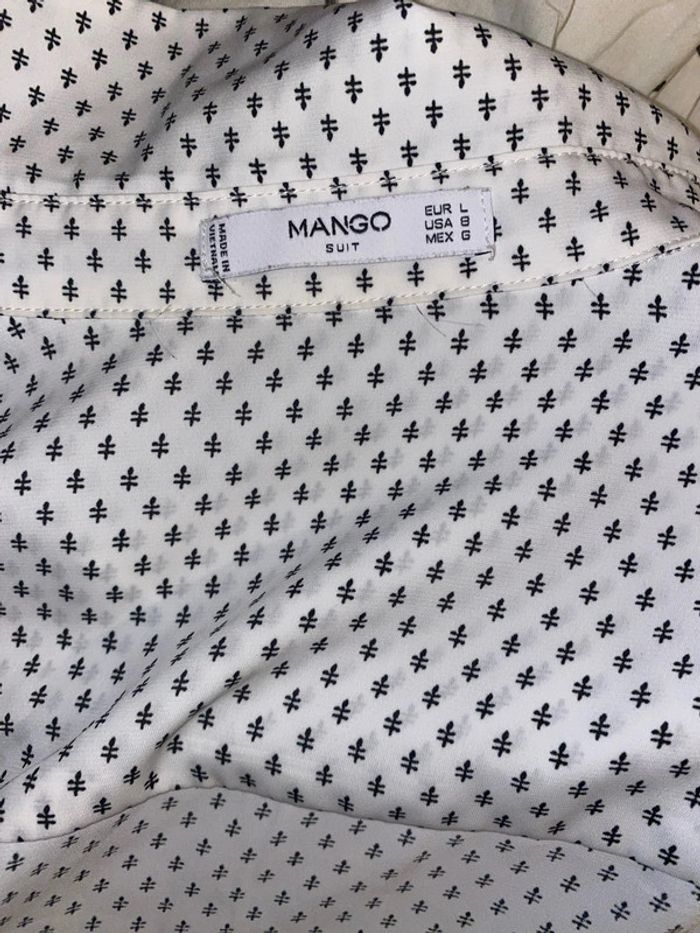 MADE IN
VIETNAM
MANGO
SUIT
EUR L
USA 8
MEX G